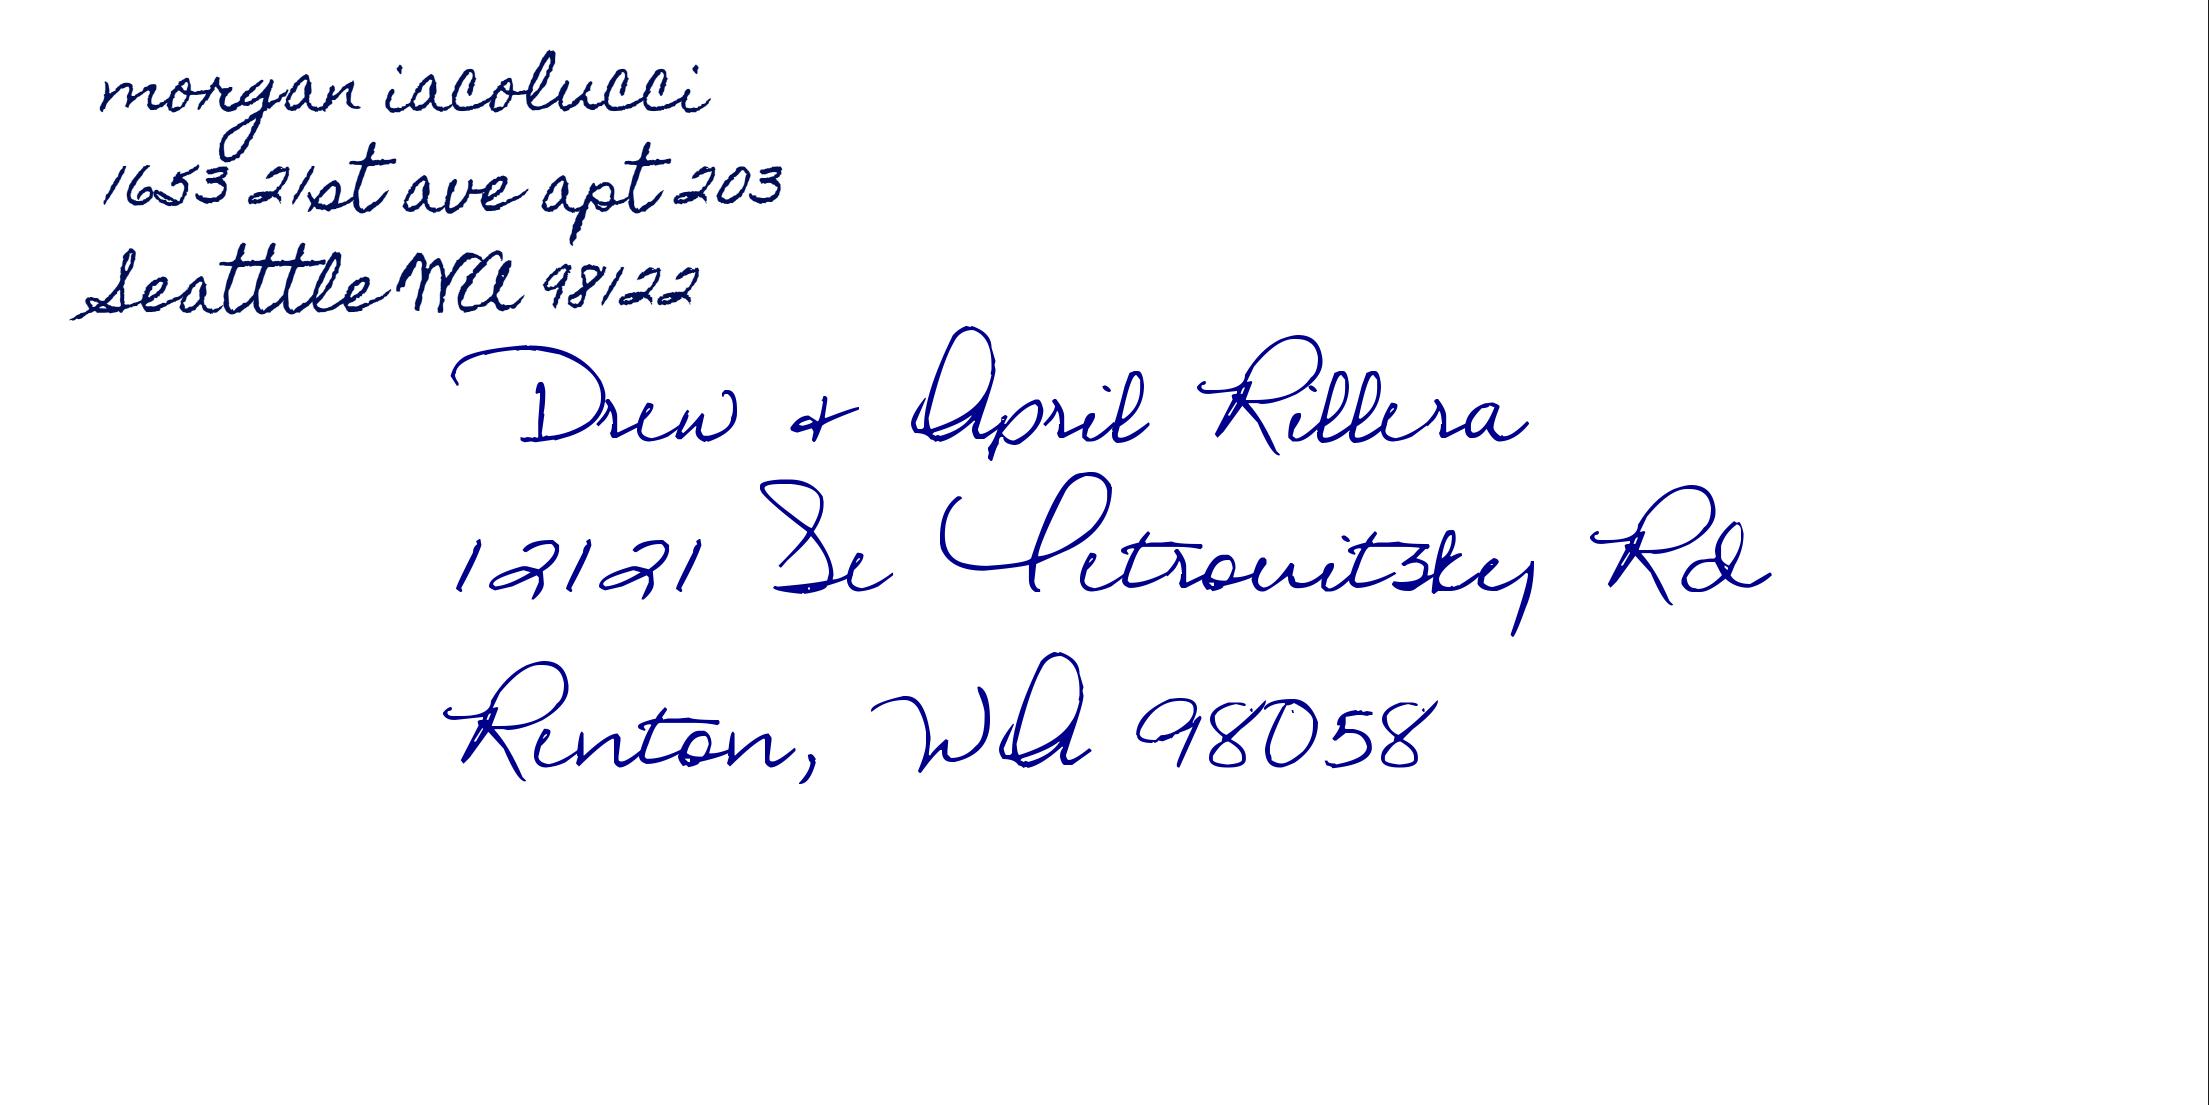 morgan iacolucci
1653 21st ave apt 203
Seatttle WA 98122
Drew & April Rillera
12121 Se Petrovitsky Rd
Renton, WA 98058